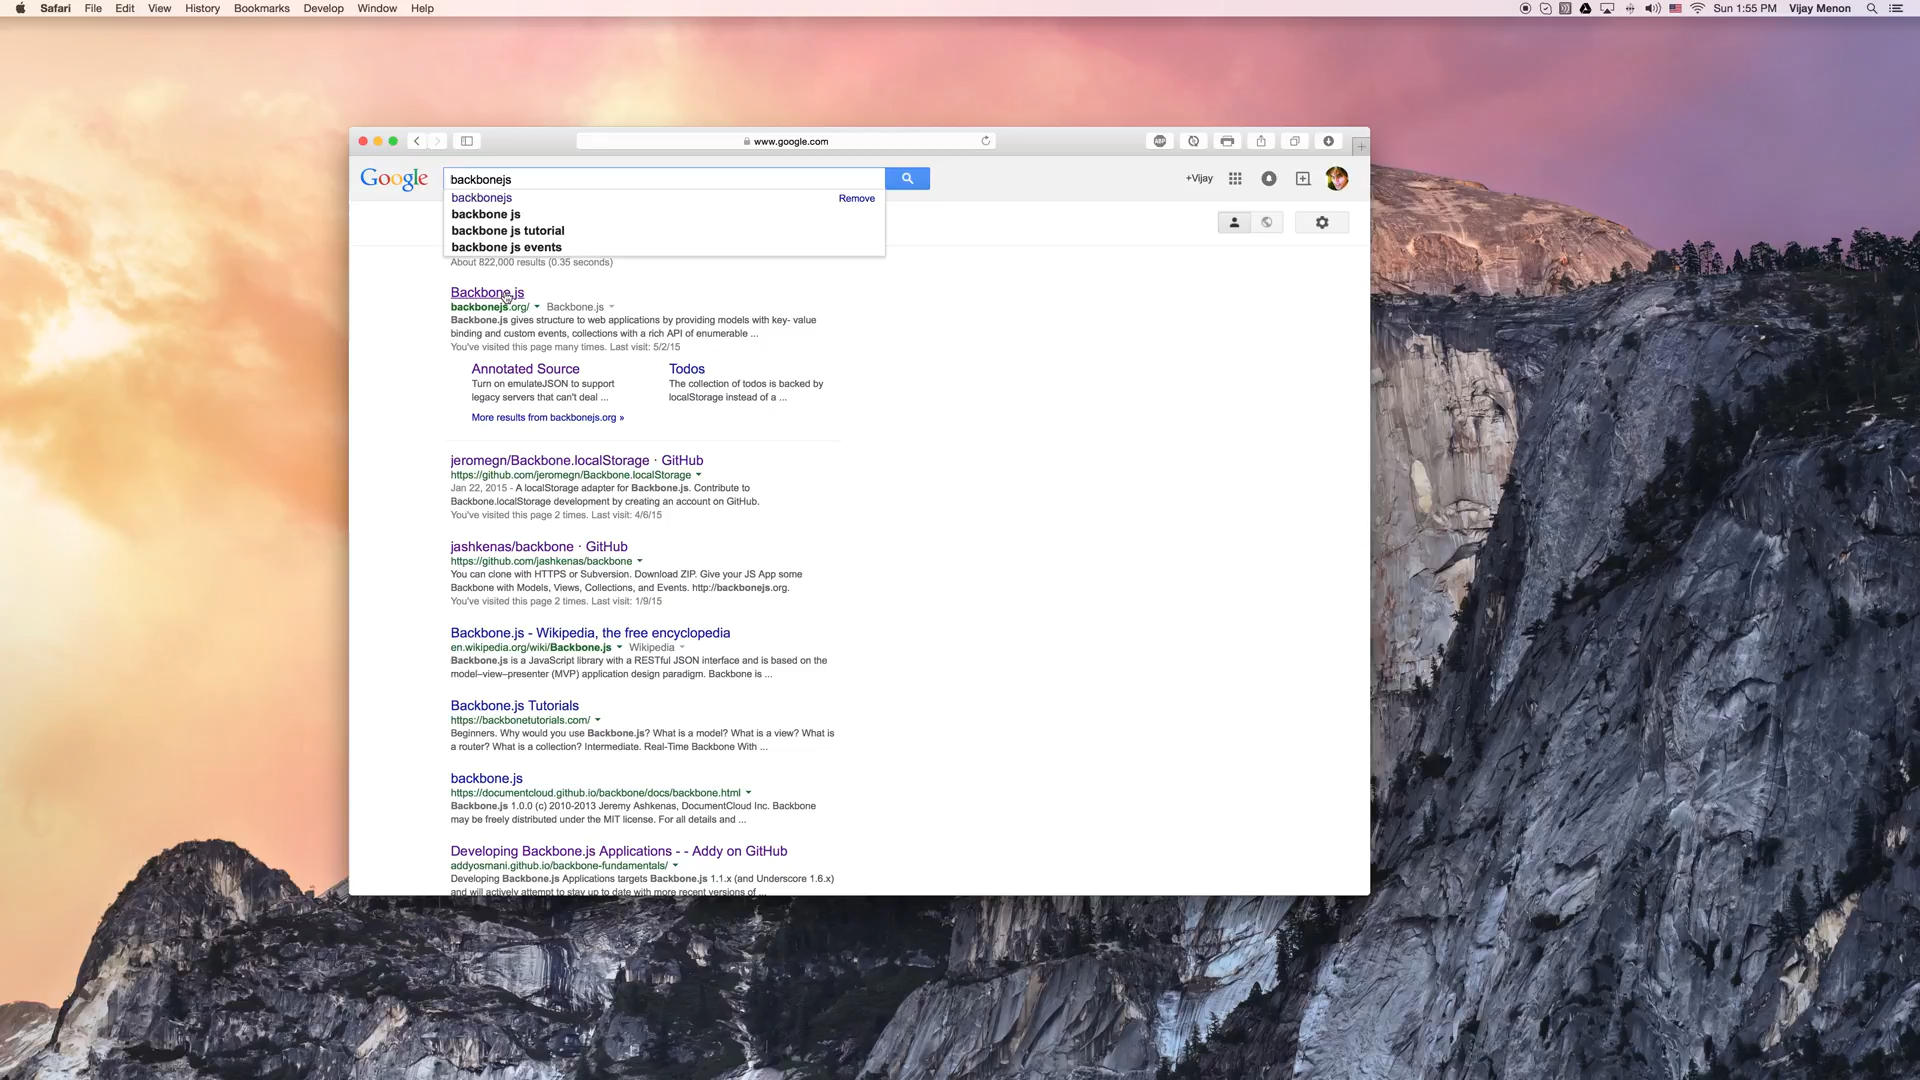 Safari File Edit View History Bookmarks Develop Window Help
Sun 1:55 PM Vijay Menon
www.google.com
Google
backbonejs
+Vijay
backbonejs Remove
backbone js
backbone js tutorial
backbone js events
About 822,000 results (0.35 seconds)
Backbone.js
backbonejs.org/ Backbone.js
Backbone.js gives structure to web applications by providing models with key- value
binding and custom events, collections with a rich API of enumerable ...
You've visited this page many times. Last visit: 5/2/15
Annotated Source
Turn on emulateJSON to support
legacy servers that can't deal ...
Todos
The collection of todos is backed by
localStorage instead of a ...
More results from backbonejs.org »
jeromegn/Backbone.localStorage · GitHub
https://github.com/jeromegn/Backbone.localStorage
Jan 22, 2015 - A localStorage adapter for Backbone.js. Contribute to
Backbone.localStorage development by creating an account on GitHub.
You've visited this page 2 times. Last visit: 4/6/15
jashkenas/backbone · GitHub
https://github.com/jashkenas/backbone
You can clone with HTTPS or Subversion. Download ZIP. Give your JS App some
Backbone with Models, Views, Collections, and Events. http://backbonejs.org.
You've visited this page 2 times. Last visit: 1/9/15
Backbone.js - Wikipedia, the free encyclopedia
en.wikipedia.org/wiki/Backbone.js Wikipedia
Backbone.js is a JavaScript library with a RESTful JSON interface and is based on the
model–view–presenter (MVP) application design paradigm. Backbone is ...
Backbone.js Tutorials
https://backbonetutorials.com/
Beginners. Why would you use Backbone.js? What is a model? What is a view? What is
a router? What is a collection? Intermediate. Real-Time Backbone With ...
backbone.js
https://documentcloud.github.io/backbone/docs/backbone.html
Backbone.js 1.0.0 (c) 2010-2013 Jeremy Ashkenas, DocumentCloud Inc. Backbone
may be freely distributed under the MIT license. For all details and ...
Developing Backbone.js Applications - - Addy on GitHub
addyosmani.github.io/backbone-fundamentals/
Developing Backbone.js Applications targets Backbone.js 1.1.x (and Underscore 1.6.x)
and will actively attempt to stay up to date with more recent versions of ...